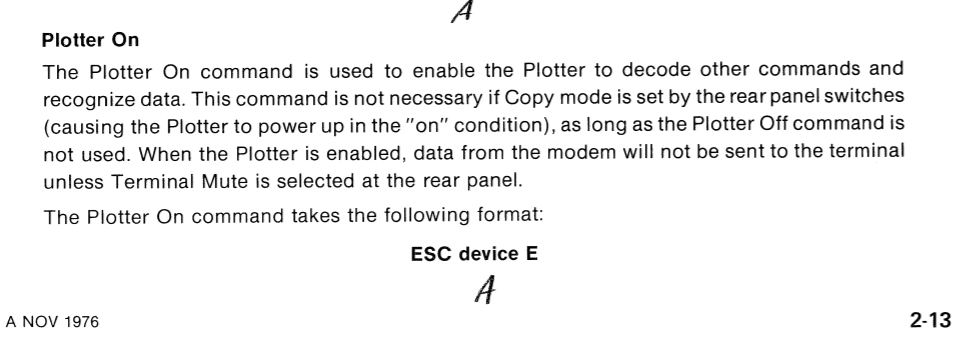 A
Plotter On
The Plotter On command is used to enable the Plotter to decode other commands and
recognize data. This command is not necessary if Copy mode is set by the rear panel switches
(causing the Plotter to power up in the "on" condition), as long as the Plotter Off command is
not used. When the Plotter is enabled, data from the modem will not be sent to the terminal
unless Terminal Mute is selected at the rear panel.
The Plotter On command takes the following format:
ESC device E
A
A NOV 1976
2-13